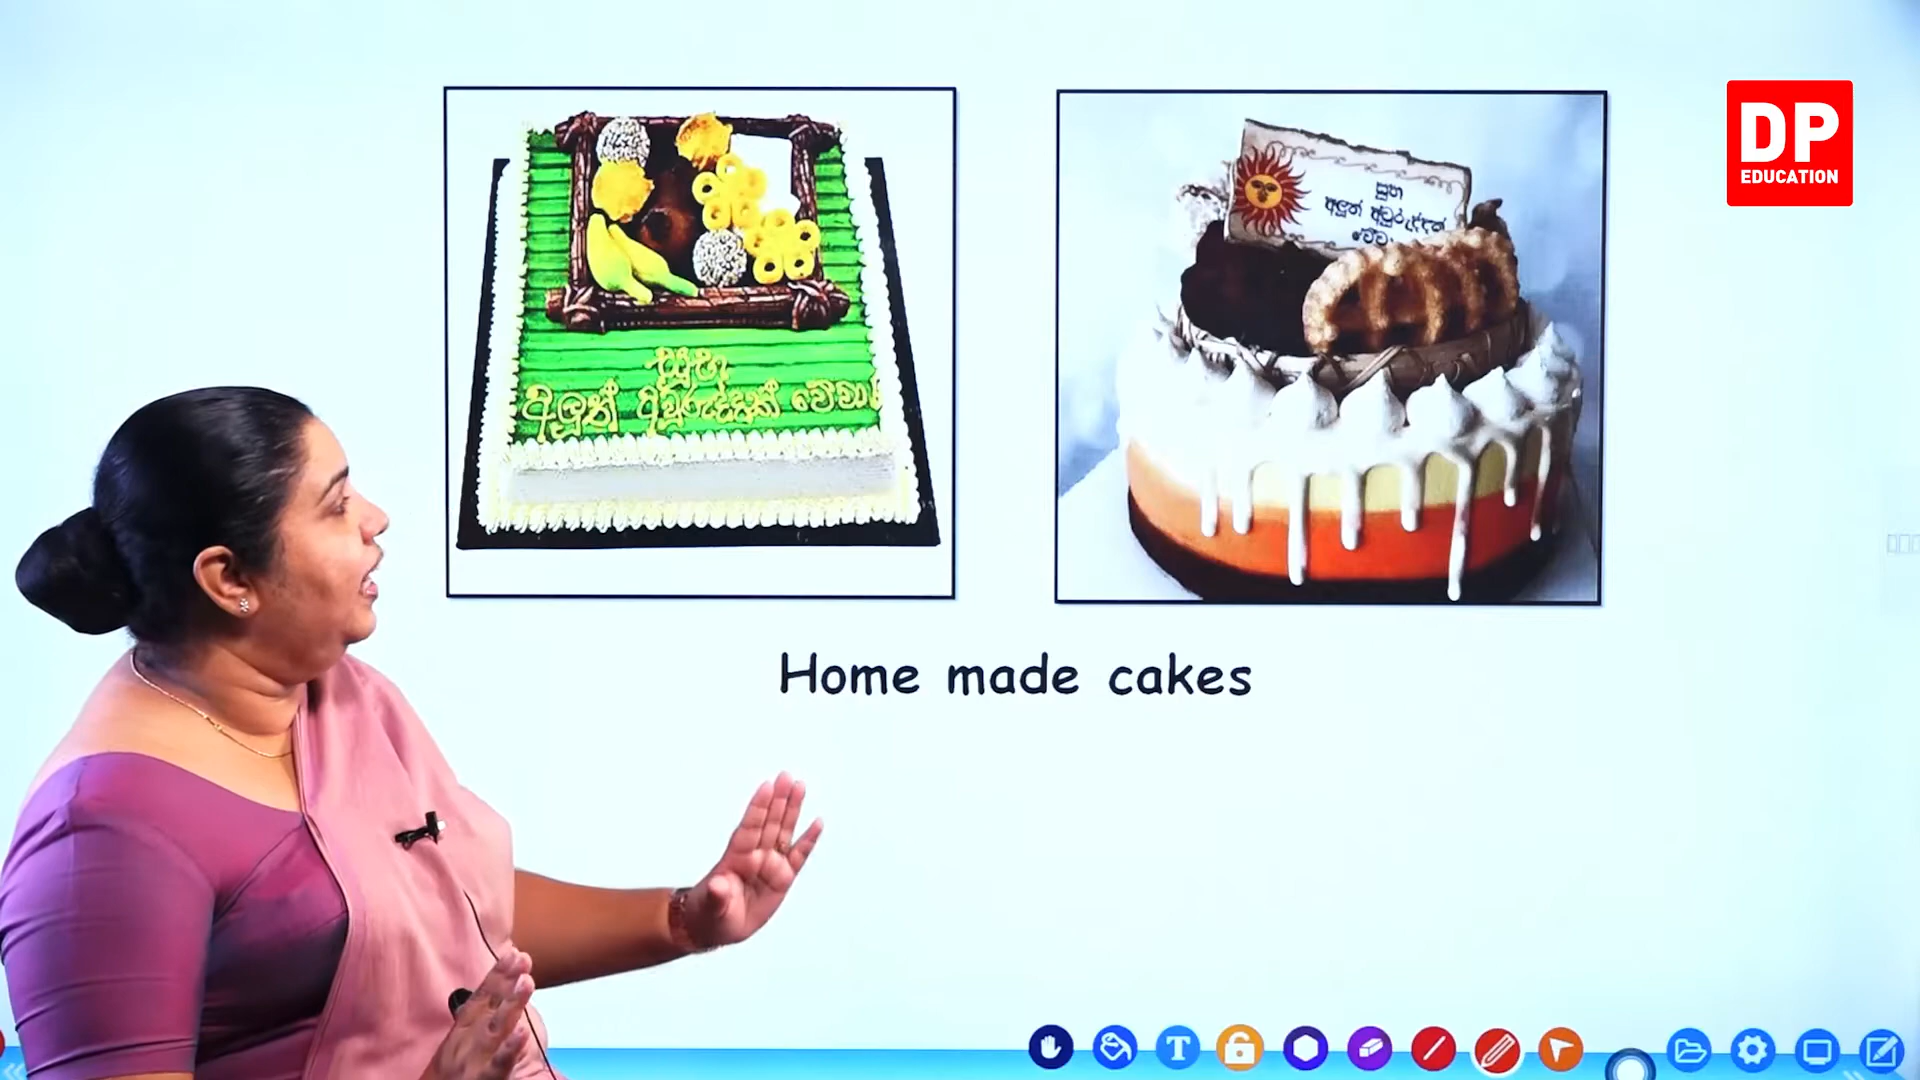 DP
EDUCATION
සුභ
අලුත් අවුරුද්දක් වේවා
සුභ
අලුත් අවුරුද්දක්
වේවා
Home made cakes
T